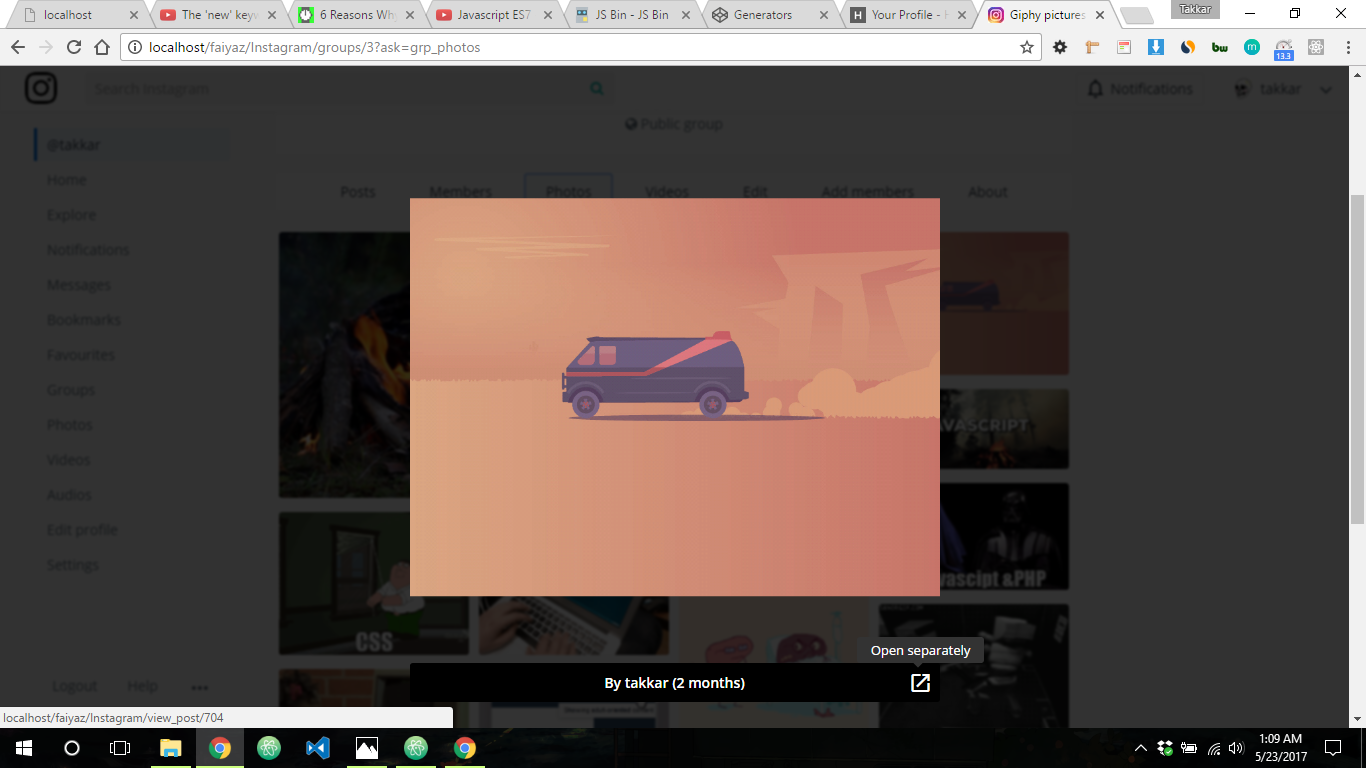 Takkar
localhost
The 'new' keyw
6 Reasons Why
Javascript ES7
JS Bin - JS Bin
Generators
Your Profile - H
Giphy pictures
localhost/faiyaz/Instagram/groups/3?ask=grp_photos
bw
m
13.3
Search Instagram
Notifications
takkar
Public group
@takkar
Home
Explore
Notifications
Messages
Bookmarks
Favourites
Groups
Photos
Videos
Audios
Edit profile
Settings
Posts
Members
Photos
Videos
Edit
Add members
About
AVASCRIPT
vascipt &PHP
CSS
Open separately
By takkar (2 months)
Logout
Help
localhost/faiyaz/Instagram/view_post/704
1:09 AM
5/23/2017